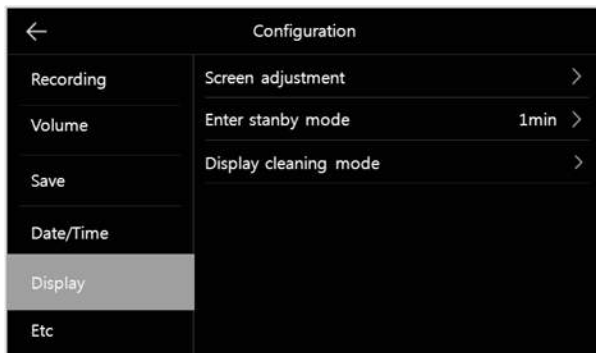 Configuration
Recording
Volume
Save
Date/Time
Display
Etc
Screen adjustment
Enter stanby mode 1min
Display cleaning mode